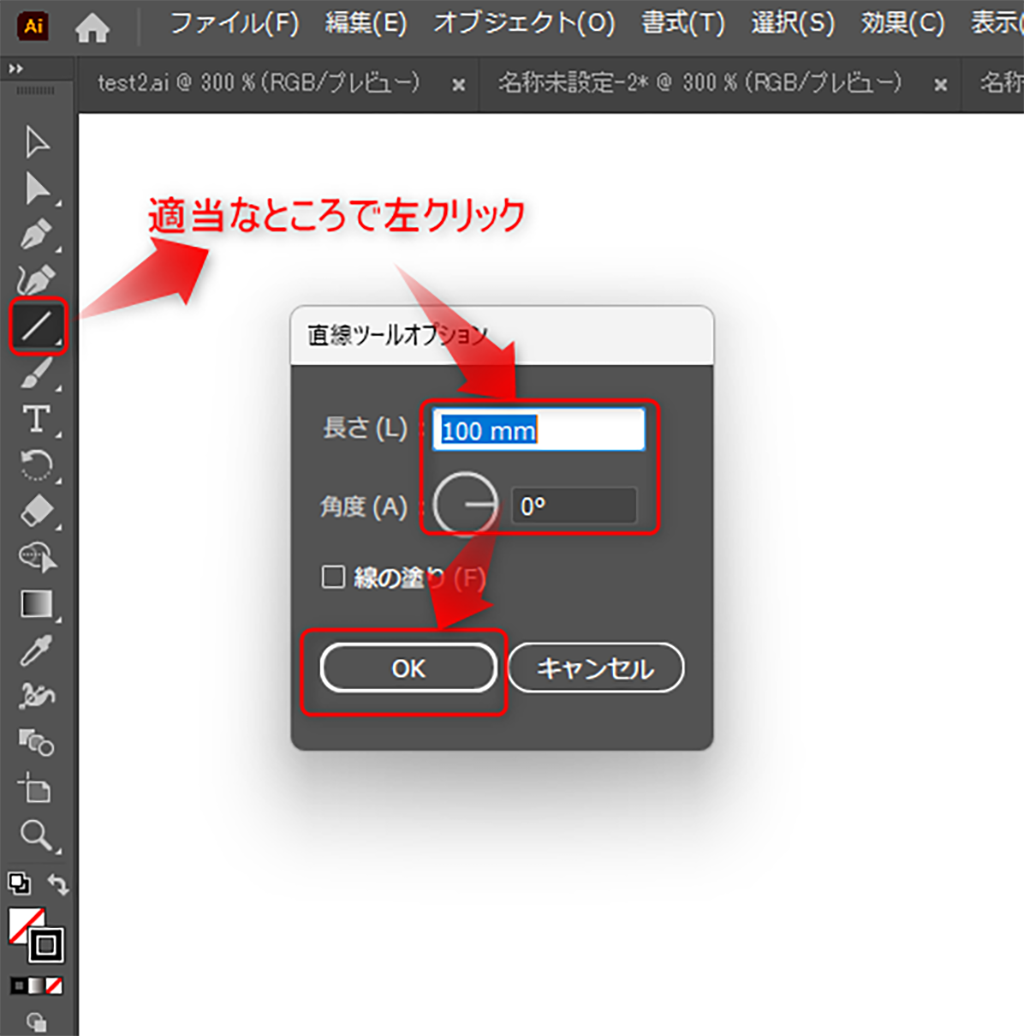 Ai ファイル(F) 編集(E) オブジェクト(O) 書式(T) 選択(S) 効果(C) 表示(
test2.ai @ 300 % (RGB/プレビュー) × 名称未設定-2* @ 300 % (RGB/プレビュー) × 名称
適当なところで左クリック
直線ツールオプション
長さ (L) : 100 mm
角度 (A) : 0°
線の塗り (F)
OK キャンセル